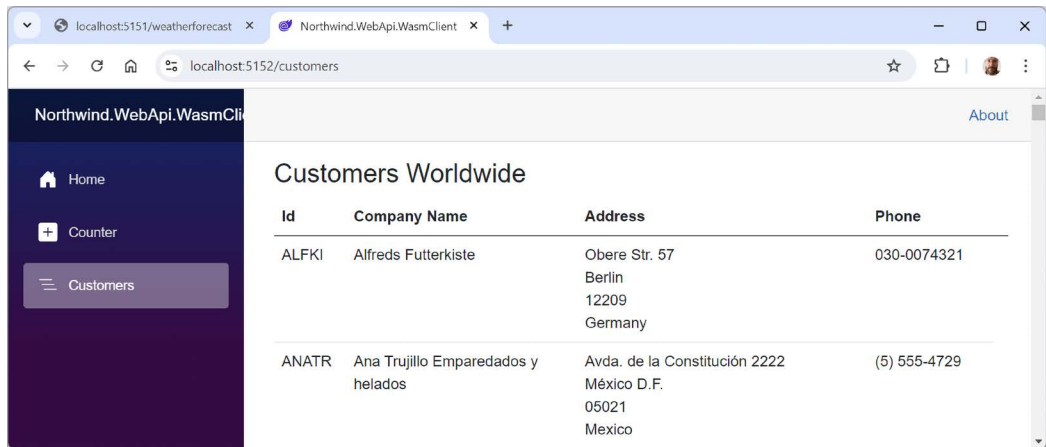 localhost:5151/weatherforecast
Northwind.WebApi.WasmClient
localhost:5152/customers
Northwind.WebApi.WasmCli
About
Home
Counter
Customers
Customers Worldwide
Id Company Name Address Phone
ALFKI Alfreds Futterkiste Obere Str. 57 030-0074321
Berlin
12209
Germany
ANATR Ana Trujillo Emparedados y Avda. de la Constitución 2222 (5) 555-4729
helados México D.F.
05021
Mexico